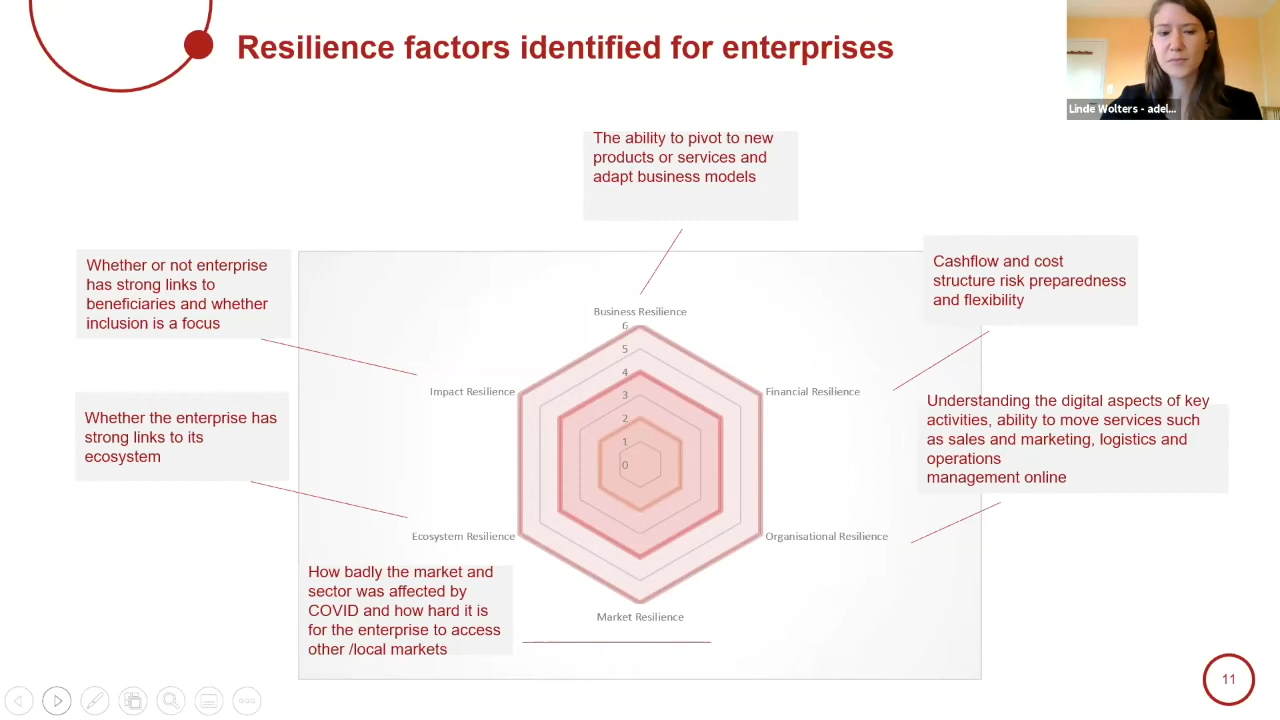 Resilience factors identified for enterprises
Linde Wolters - adel...
The ability to pivot to new
products or services and
adapt business models
Whether or not enterprise
has strong links to
beneficiaries and whether
inclusion is a focus
Cashflow and cost
structure risk preparedness
and flexibility
Business Resilience
6
5
4
3
2
1
0
Impact Resilience
Financial Resilience
Whether the enterprise has
strong links to its
ecosystem
Understanding the digital aspects of key
activities, ability to move services such
as sales and marketing, logistics and
operations
management online
Ecosystem Resilience
Organisational Resilience
How badly the market and
sector was affected by
COVID and how hard it is
for the enterprise to access
other /local markets
Market Resilience
11